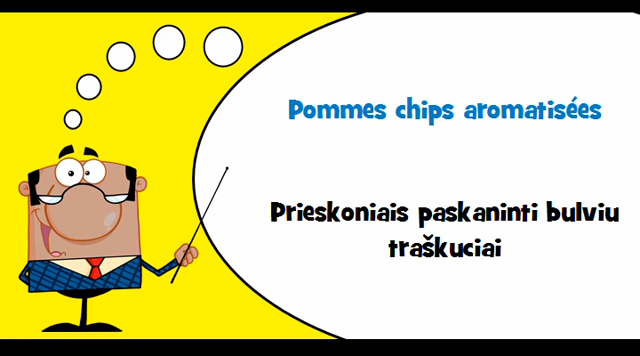 Pommes chips aromatisées
Prieskoniais paskaninti bulviu
traškuciai